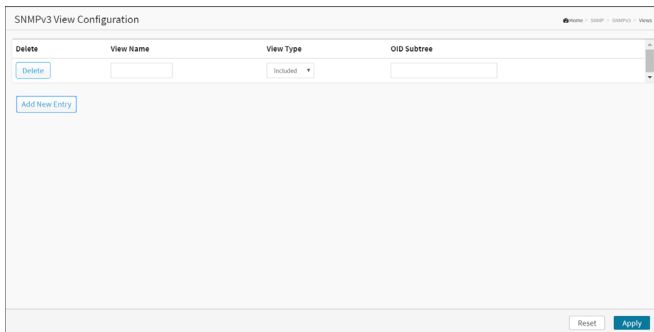 SNMPv3 View Configuration
Home > SNMP > SNMPv3 > Views
Delete View Name View Type OID Subtree
Delete Included
Add New Entry
Reset Apply